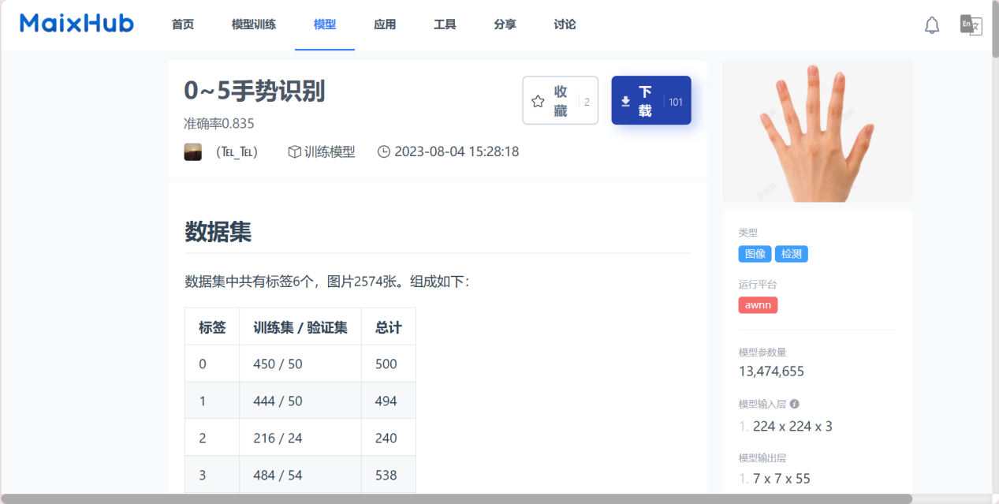 MaixHub
首页 模型训练 模型 应用 工具 分享 讨论
En 文
0~5手势识别
收藏 2
下载 101
准确率0.835
(℡_℡) 训练模型 2023-08-04 15:28:18
数据集
数据集中共有标签6个，图片2574张。组成如下：
标签 训练集 / 验证集 总计
0 450 / 50 500
1 444 / 50 494
2 216 / 24 240
3 484 / 54 538
类型
图像 检测
运行平台
awnn
模型参数量
13,474,655
模型输入层
1. 224 x 224 x 3
模型输出层
1. 7 x 7 x 55